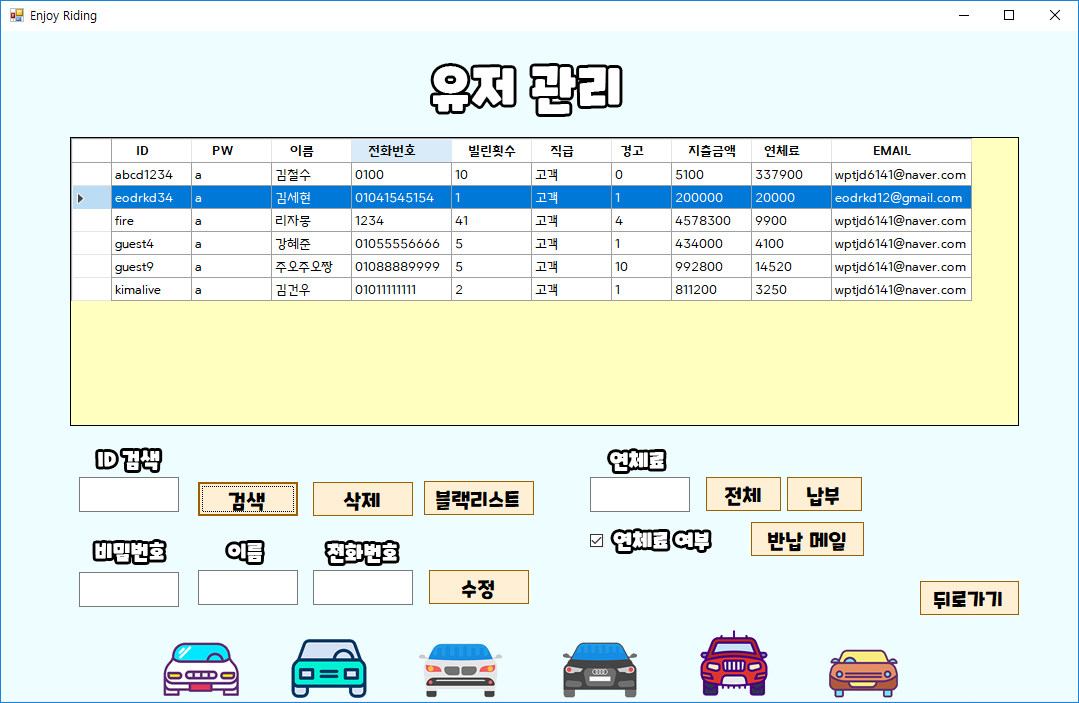 Enjoy Riding
유저 관리
ID PW 이름 전화번호 빌린횟수 직급 경고 지출금액 연체료 EMAIL
abcd1234 a 김철수 0100 10 고객 0 5100 337900 wptjd6141@naver.com
eodrkd34 a 김세현 01041545154 1 고객 1 200000 20000 eodrkd12@gmail.com
fire a 리자몽 1234 41 고객 4 4578300 9900 wptjd6141@naver.com
guest4 a 강혜준 01055556666 5 고객 1 434000 4100 wptjd6141@naver.com
guest9 a 주오주오짱 01088889999 5 고객 10 992800 14520 wptjd6141@naver.com
kimalive a 김건우 01011111111 2 고객 1 811200 3250 wptjd6141@naver.com
ID 검색 연체료
검색 삭제 블랙리스트 전체 납부
비밀번호 이름 전화번호 연체료 여부 반납 메일
수정 뒤로가기